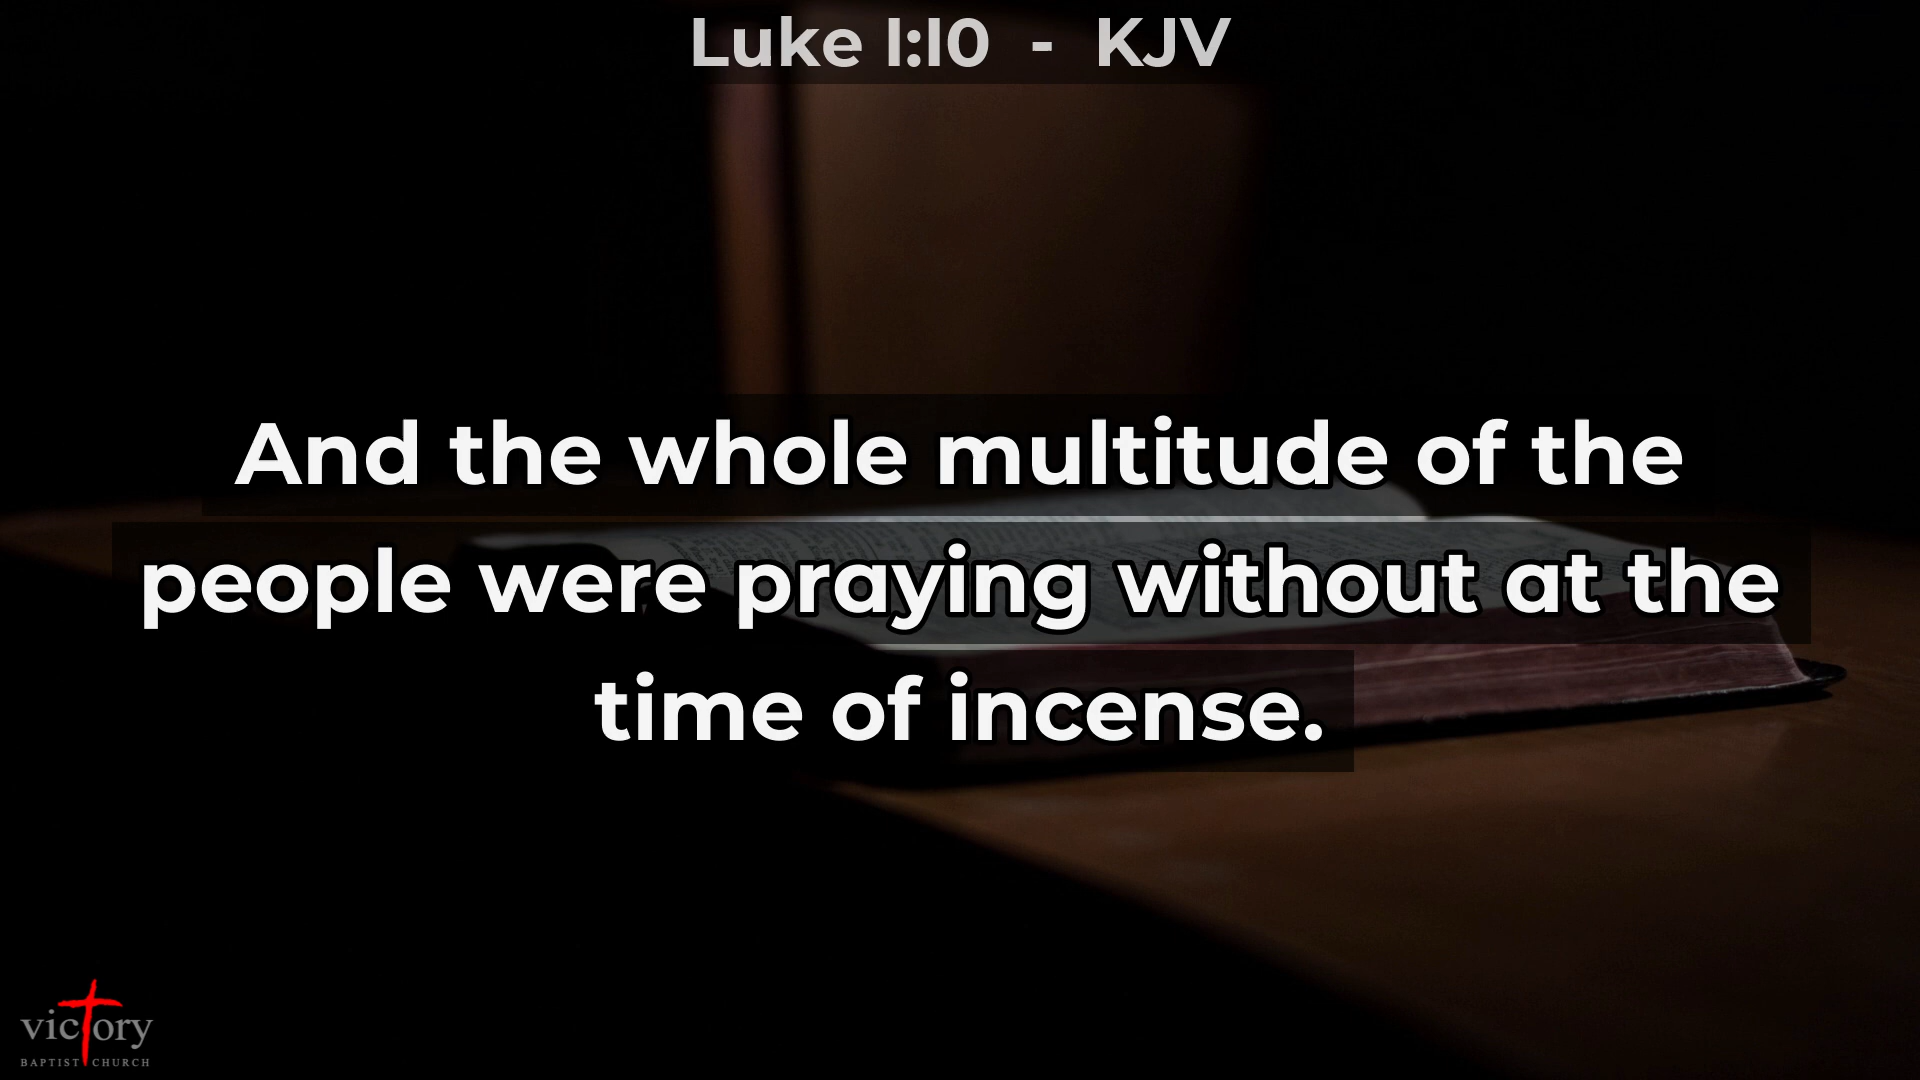 Luke 1:10 - KJV
And the whole multitude of the
people were praying without at the
time of incense.
victory
BAPTIST CHURCH